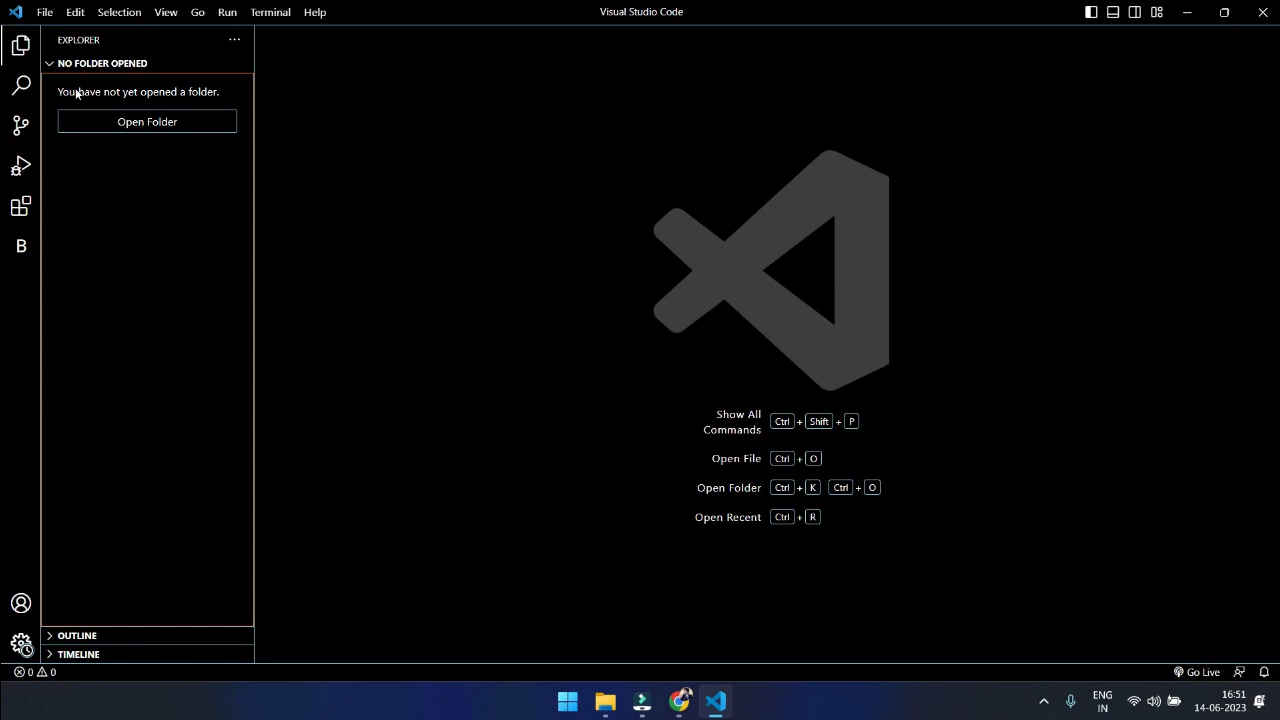 File Edit Selection View Go Run Terminal Help
Visual Studio Code
EXPLORER
NO FOLDER OPENED
You have not yet opened a folder.
Open Folder
B
Show All
Commands
Ctrl + Shift + P
Open File Ctrl + O
Open Folder Ctrl + K Ctrl + O
Open Recent Ctrl + R
OUTLINE
TIMELINE
0 0
Go Live
ENG
IN
16:51
14-06-2023